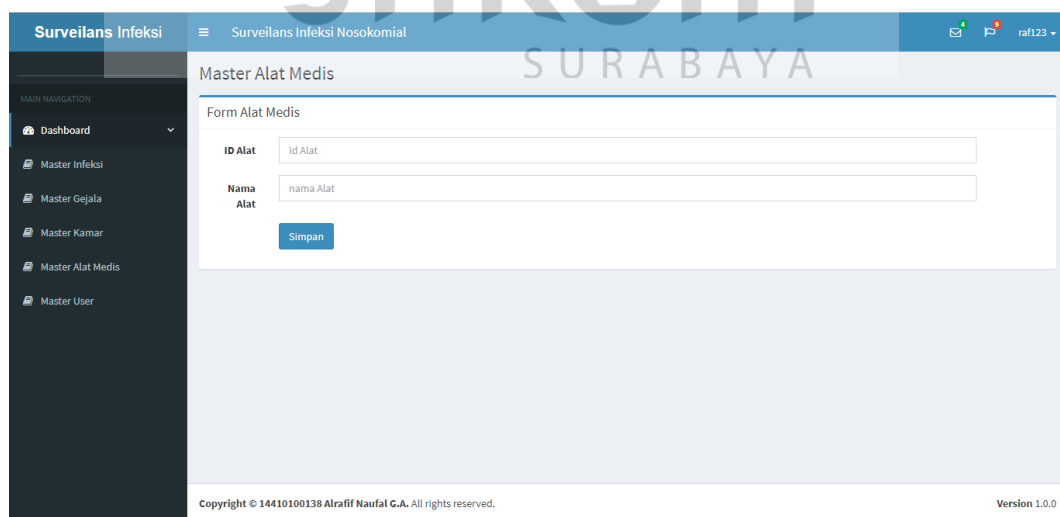 Surveilans Infeksi
Surveilans Infeksi Nosokomial
4
9
raf123
SURABAYA
MAIN NAVIGATION
Dashboard
Master Infeksi
Master Gejala
Master Kamar
Master Alat Medis
Master User
Master Alat Medis
Form Alat Medis
ID Alat
Id Alat
Nama
Alat
nama Alat
Simpan
Copyright © 14410100138 Alrafif Naufal G.A. All rights reserved.
Version 1.0.0